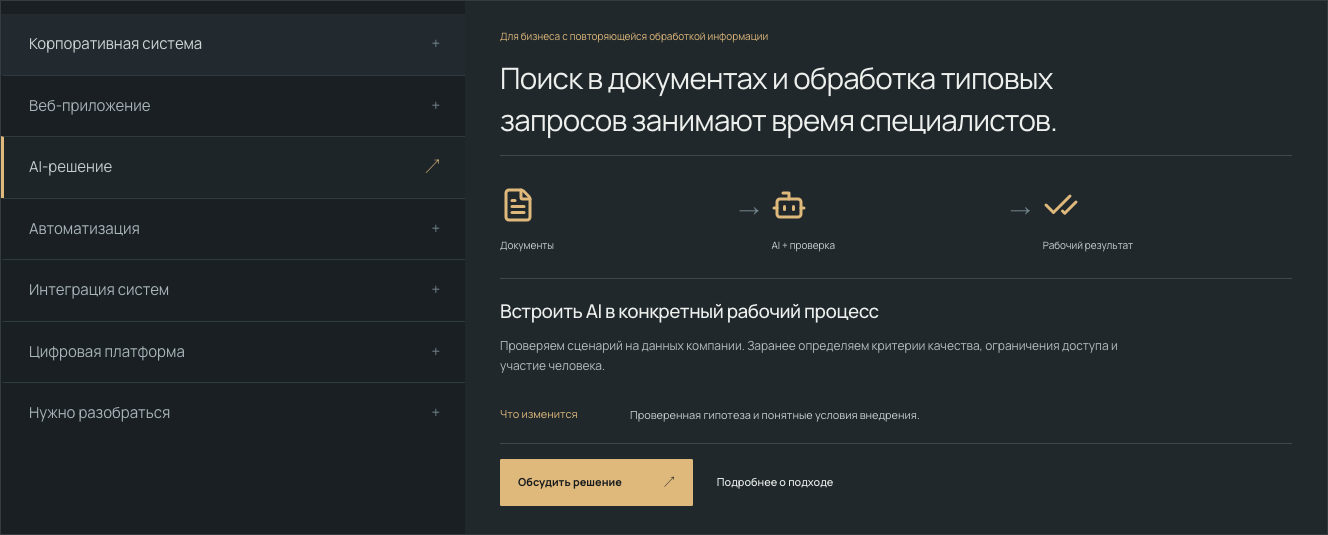 Корпоративная система +
Веб-приложение +
AI-решение ↗
Автоматизация +
Интеграция систем +
Цифровая платформа +
Нужно разобраться +
Для бизнеса с повторяющейся обработкой информации
Поиск в документах и обработка типовых
запросов занимают время специалистов.
Документы → AI + проверка → Рабочий результат
Встроить AI в конкретный рабочий процесс
Проверяем сценарий на данных компании. Заранее определяем критерии качества, ограничения доступа и
участие человека.
Что изменится Проверенная гипотеза и понятные условия внедрения.
Обсудить решение ↗ Подробнее о подходе